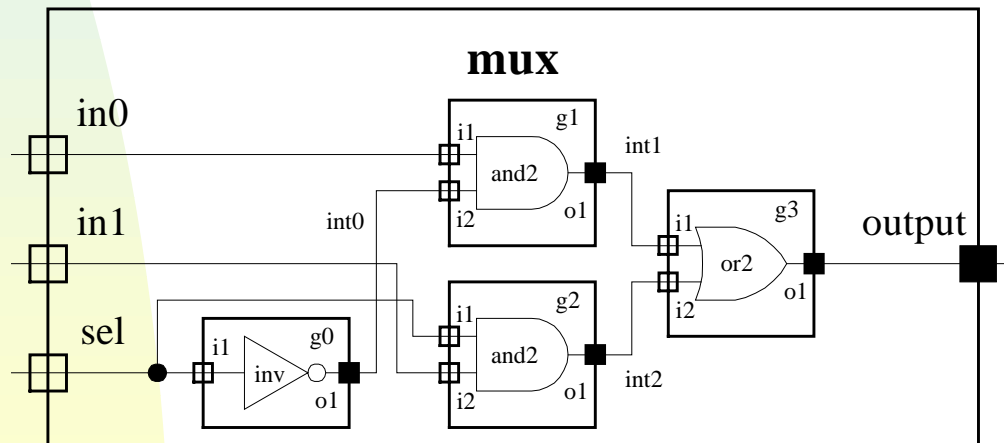 mux
in0
g1
i1
int1
and2
i2
o1
int0
in1
g3
output
i1
or2
i2
o1
g2
i1
sel
g0
i1
and2
inv
int2
i2
o1
o1